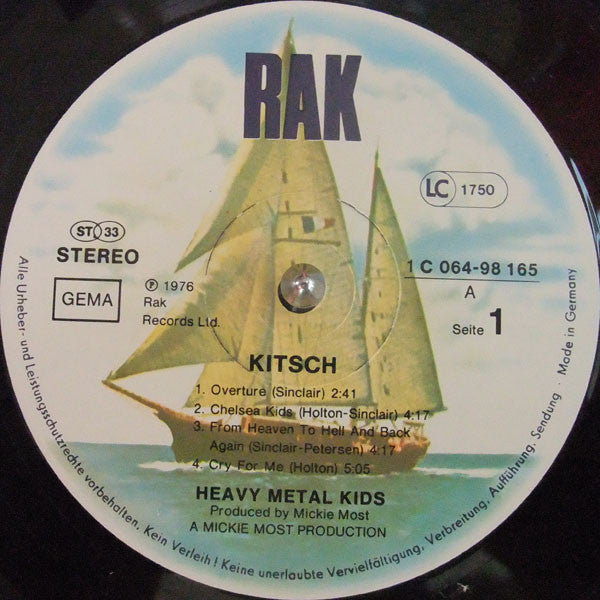 RAK
LC 1750
ST 33
STEREO
GEMA
℗ 1976
Rak
Records Ltd.
1 C 064-98 165
A
Seite 1
KITSCH
1. Overture (Sinclair) 2:41
2. Chelsea Kids (Holton-Sinclair) 4:17
3. From Heaven To Hell And Back
Again (Sinclair-Petersen) 4:17
4. Cry For Me (Holton) 5:05
HEAVY METAL KIDS
Produced by Mickie Most
A MICKIE MOST PRODUCTION
Alle Urheber- und Leistungsschutzrechte vorbehalten. Kein Verleih! Keine unerlaubte Vervielfältigung, Verbreitung, Aufführung, Sendung · Made in Germany